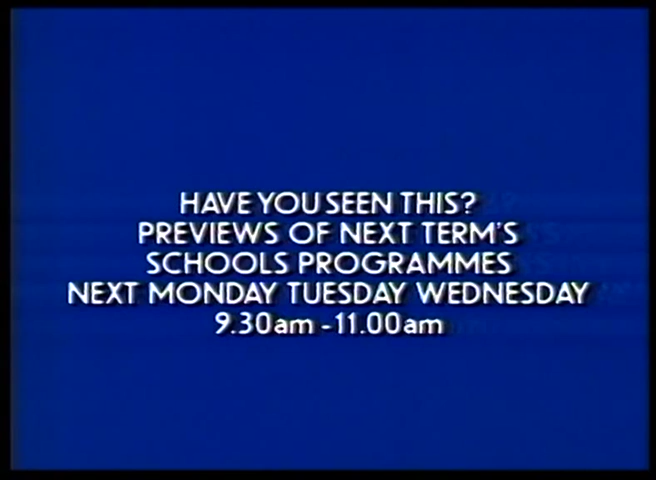 HAVE YOU SEEN THIS?
PREVIEWS OF NEXT TERM'S
SCHOOLS PROGRAMMES
NEXT MONDAY TUESDAY WEDNESDAY
9.30am - 11.00am